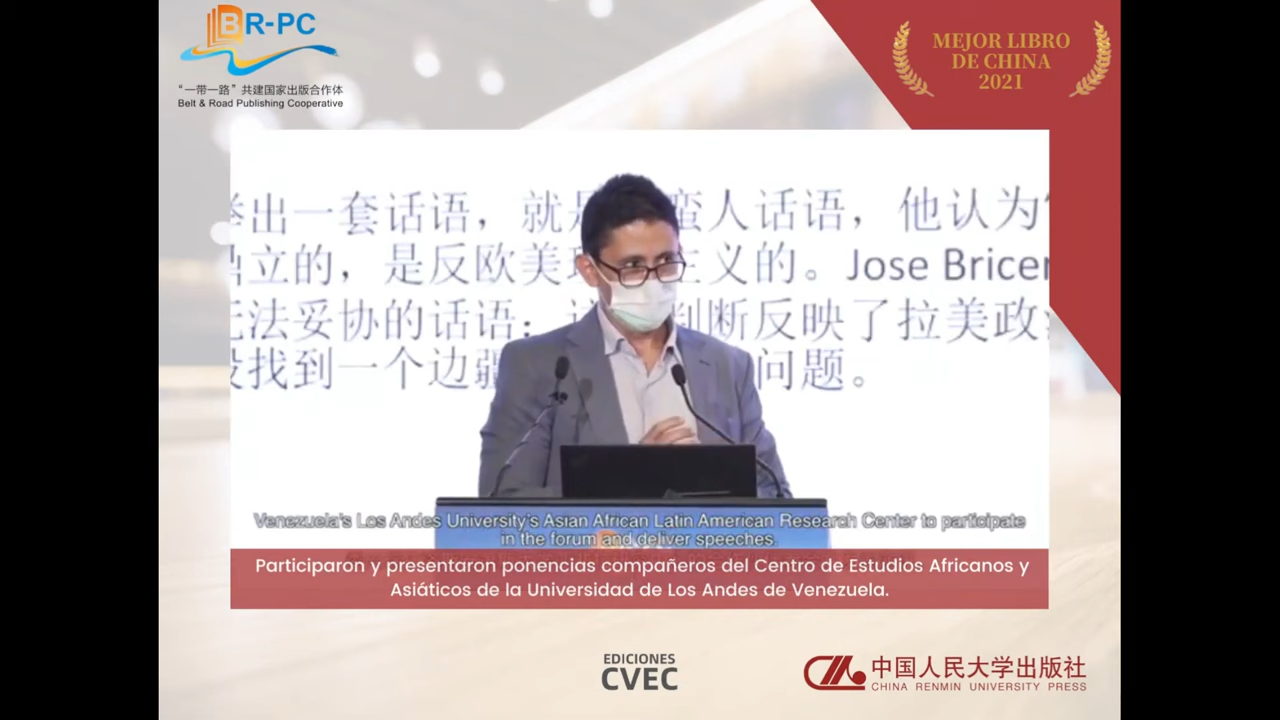 BR-PC
“一带一路”共建国家出版合作体
Belt & Road Publishing Cooperative
MEJOR LIBRO
DE CHINA
2021
出一套话语，就 蛮人话语，他认为
立的，是反欧美 主义的。Jose Bricer
无法妥协的话语； 判断反映了拉美政
找到一个边疆 问题。
Venezuela's Los Andes University's Asian African Latin American Research Center to participate
in the forum and deliver speeches.
Participaron y presentaron ponencias compañeros del Centro de Estudios Africanos y
Asiáticos de la Universidad de Los Andes de Venezuela.
EDICIONES
CVEC
中国人民大学出版社
CHINA RENMIN UNIVERSITY PRESS